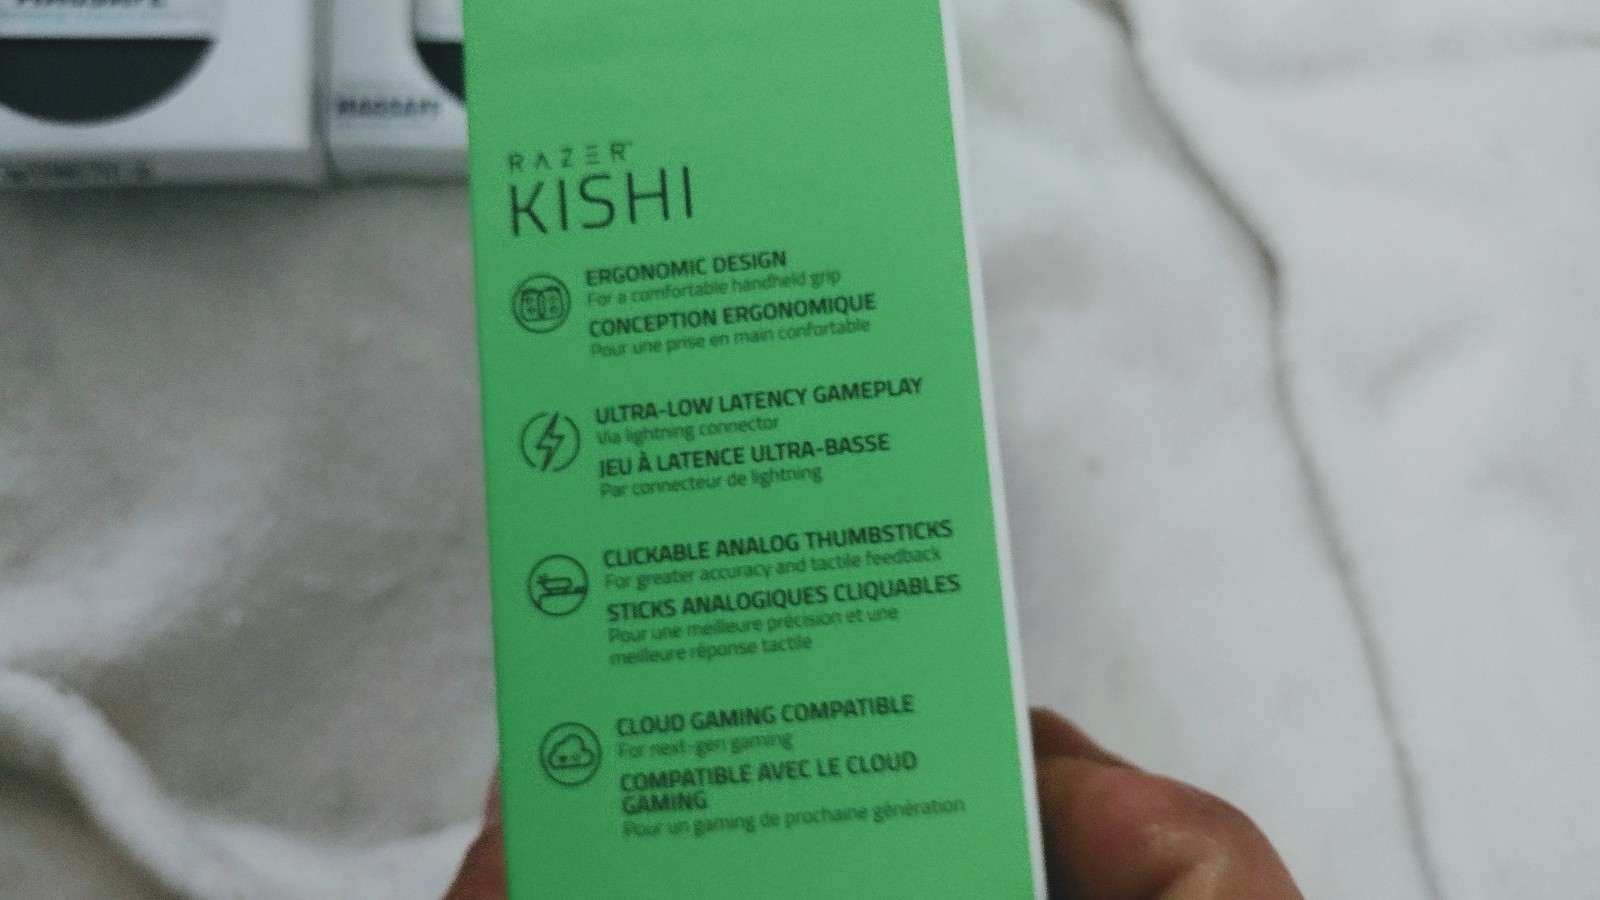 MAGSAFE
MAGSAFE
RAZER™
KISHI
ERGONOMIC DESIGN
For a comfortable handheld grip
CONCEPTION ERGONOMIQUE
Pour une prise en main confortable
ULTRA-LOW LATENCY GAMEPLAY
Via lightning connector
JEU À LATENCE ULTRA-BASSE
Par connecteur de lightning
CLICKABLE ANALOG THUMBSTICKS
For greater accuracy and tactile feedback
STICKS ANALOGIQUES CLIQUABLES
Pour une meilleure précision et une
meilleure réponse tactile
CLOUD GAMING COMPATIBLE
For next-gen gaming
COMPATIBLE AVEC LE CLOUD
GAMING
Pour un gaming de prochaine génération